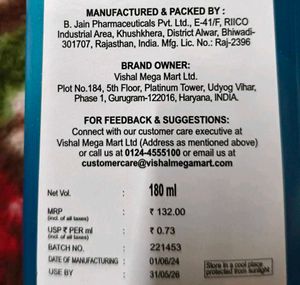 MANUFACTURED & PACKED BY :
B. Jain Pharmaceuticals Pvt. Ltd., E-41/F, RIICO
Industrial Area, Khushkhera, District Alwar, Bhiwadi-
301707, Rajasthan, India. Mfg. Lic. No.: Raj-2396
BRAND OWNER:
Vishal Mega Mart Ltd.
Plot No.184, 5th Floor, Platinum Tower, Udyog Vihar,
Phase 1, Gurugram-122016, Haryana, INDIA.
FOR FEEDBACK & SUGGESTIONS:
Connect with our customer care executive at
Vishal Mega Mart Ltd (Address as mentioned above)
or call us at 0124-4555100 or email us at
customercare@vishalmegamart.com
Net Vol. : 180 ml
MRP : ₹ 132.00
(incl. of all taxes)
USP ₹ PER ml : ₹ 0.73
(incl. of all taxes)
BATCH NO. : 221453
DATE OF MANUFACTURING : 01/06/24
USE BY : 31/05/26
Store in a cool place
protected from sunlight